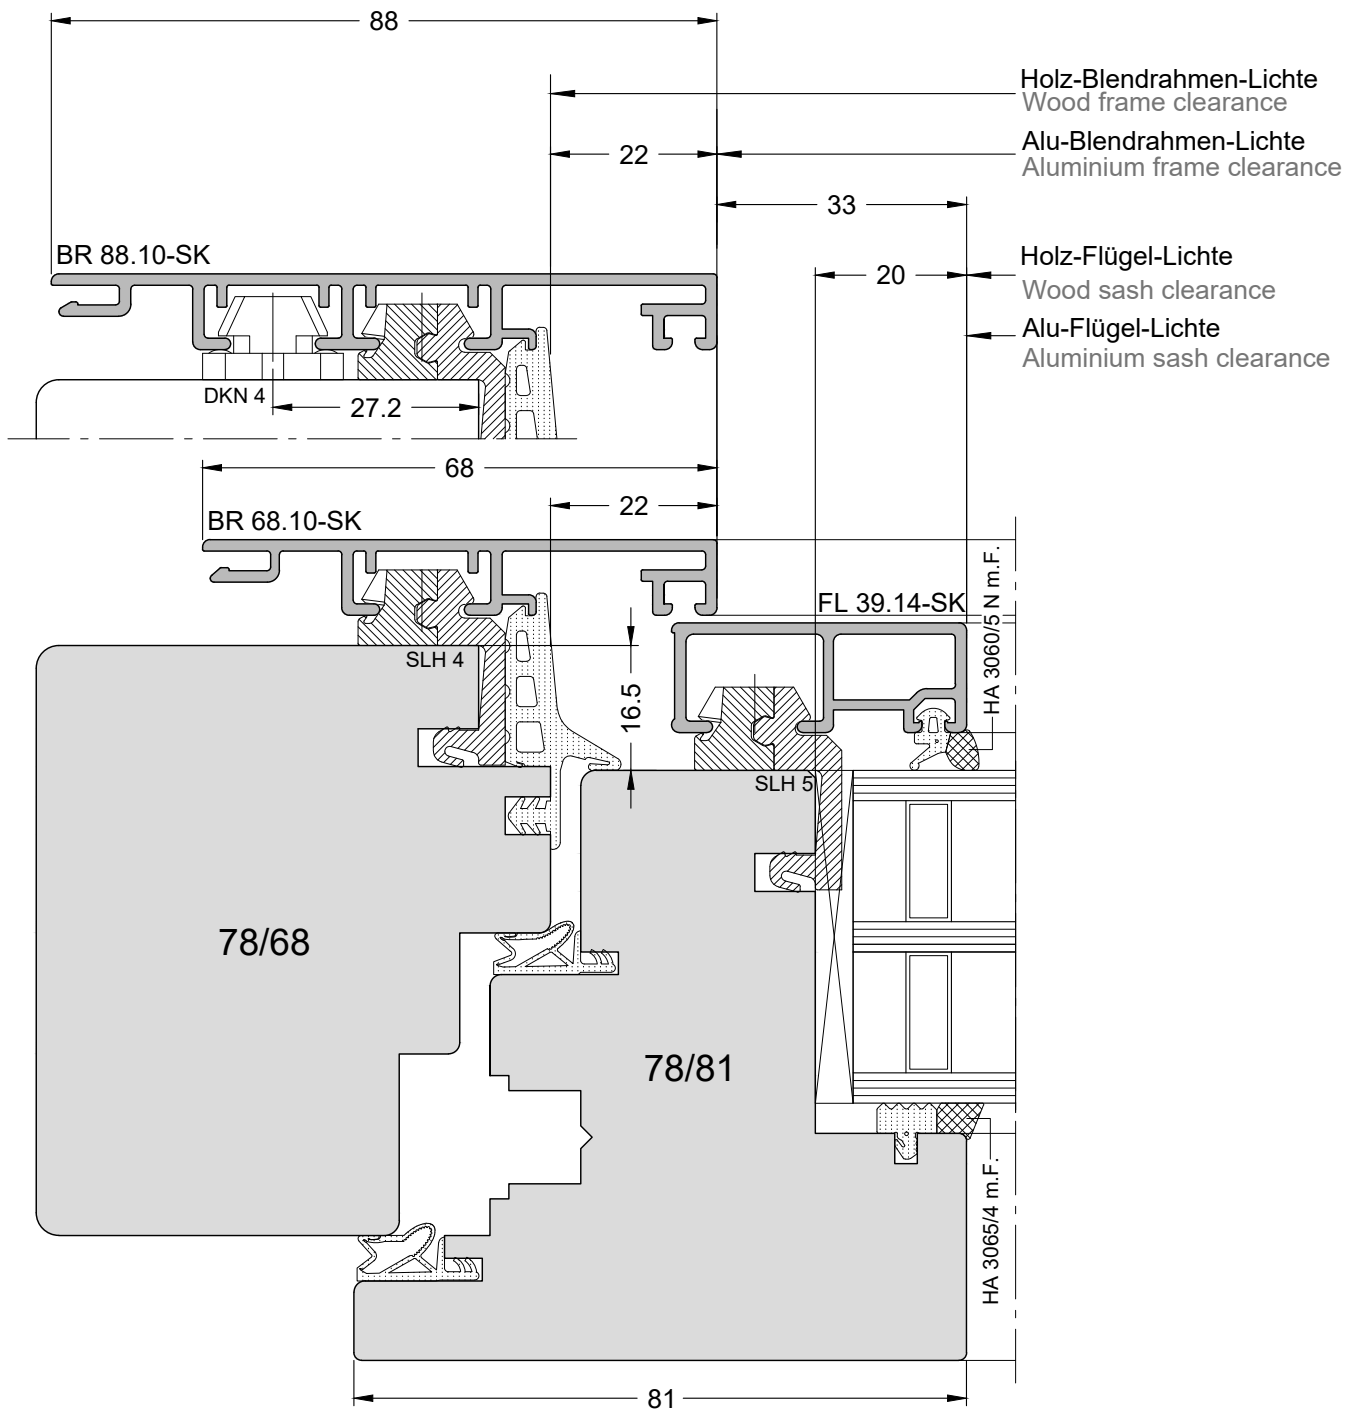 88
Holz-Blendrahmen-Lichte
Wood frame clearance
22
Alu-Blendrahmen-Lichte
Aluminium frame clearance
33
BR 88.10-SK
20
Holz-Flügel-Lichte
Wood sash clearance
Alu-Flügel-Lichte
Aluminium sash clearance
DKN 4
27.2
68
22
BR 68.10-SK
HA 3060/5 N m.F.
FL 39.14-SK
SLH 4
16.5
SLH 5
78/68
78/81
HA 3065/4 m.F.
81